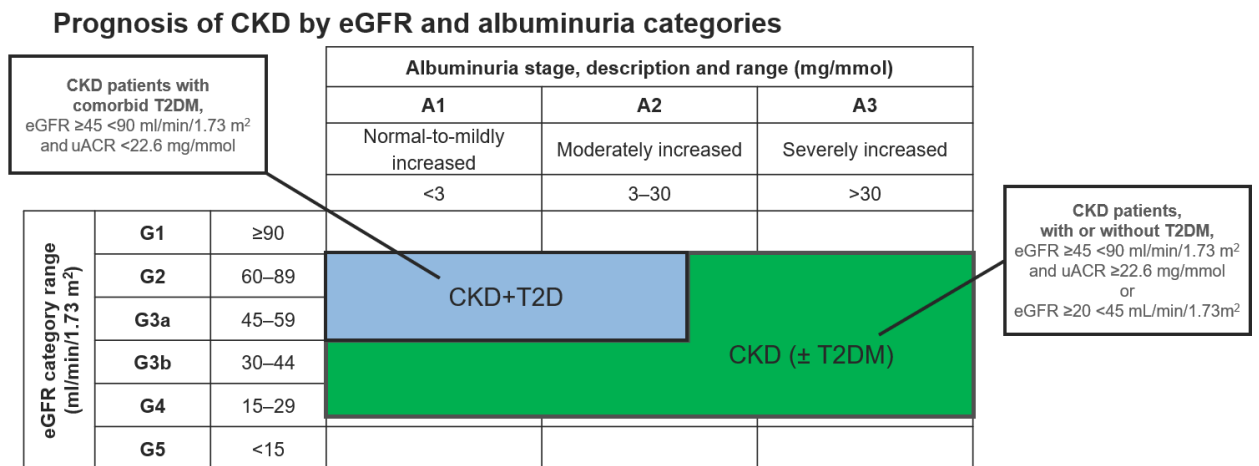 Prognosis of CKD by eGFR and albuminuria categories
CKD patients with
comorbid T2DM,
eGFR ≥45 <90 ml/min/1.73 m²
and uACR <22.6 mg/mmol
Albuminuria stage, description and range (mg/mmol)
A1
A2
A3
Normal-to-mildly
increased
Moderately increased
Severely increased
<3
3–30
>30
CKD patients,
with or without T2DM,
eGFR ≥45 <90 ml/min/1.73 m²
and uACR ≥22.6 mg/mmol
or
eGFR ≥20 <45 mL/min/1.73m²
eGFR category range
(ml/min/1.73 m²)
G1
≥90
G2
60–89
G3a
45–59
G3b
30–44
G4
15–29
G5
<15
CKD+T2D
CKD (± T2DM)